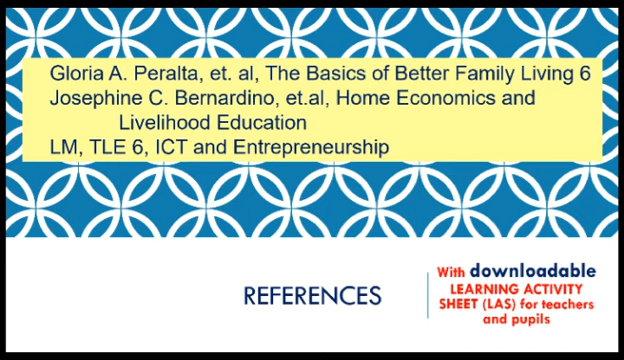 Gloria A. Peralta, et. al, The Basics of Better Family Living 6
Josephine C. Bernardino, et.al, Home Economics and
Livelihood Education
LM, TLE 6, ICT and Entrepreneurship
REFERENCES
With downloadable
LEARNING ACTIVITY
SHEET (LAS) for teachers
and pupils